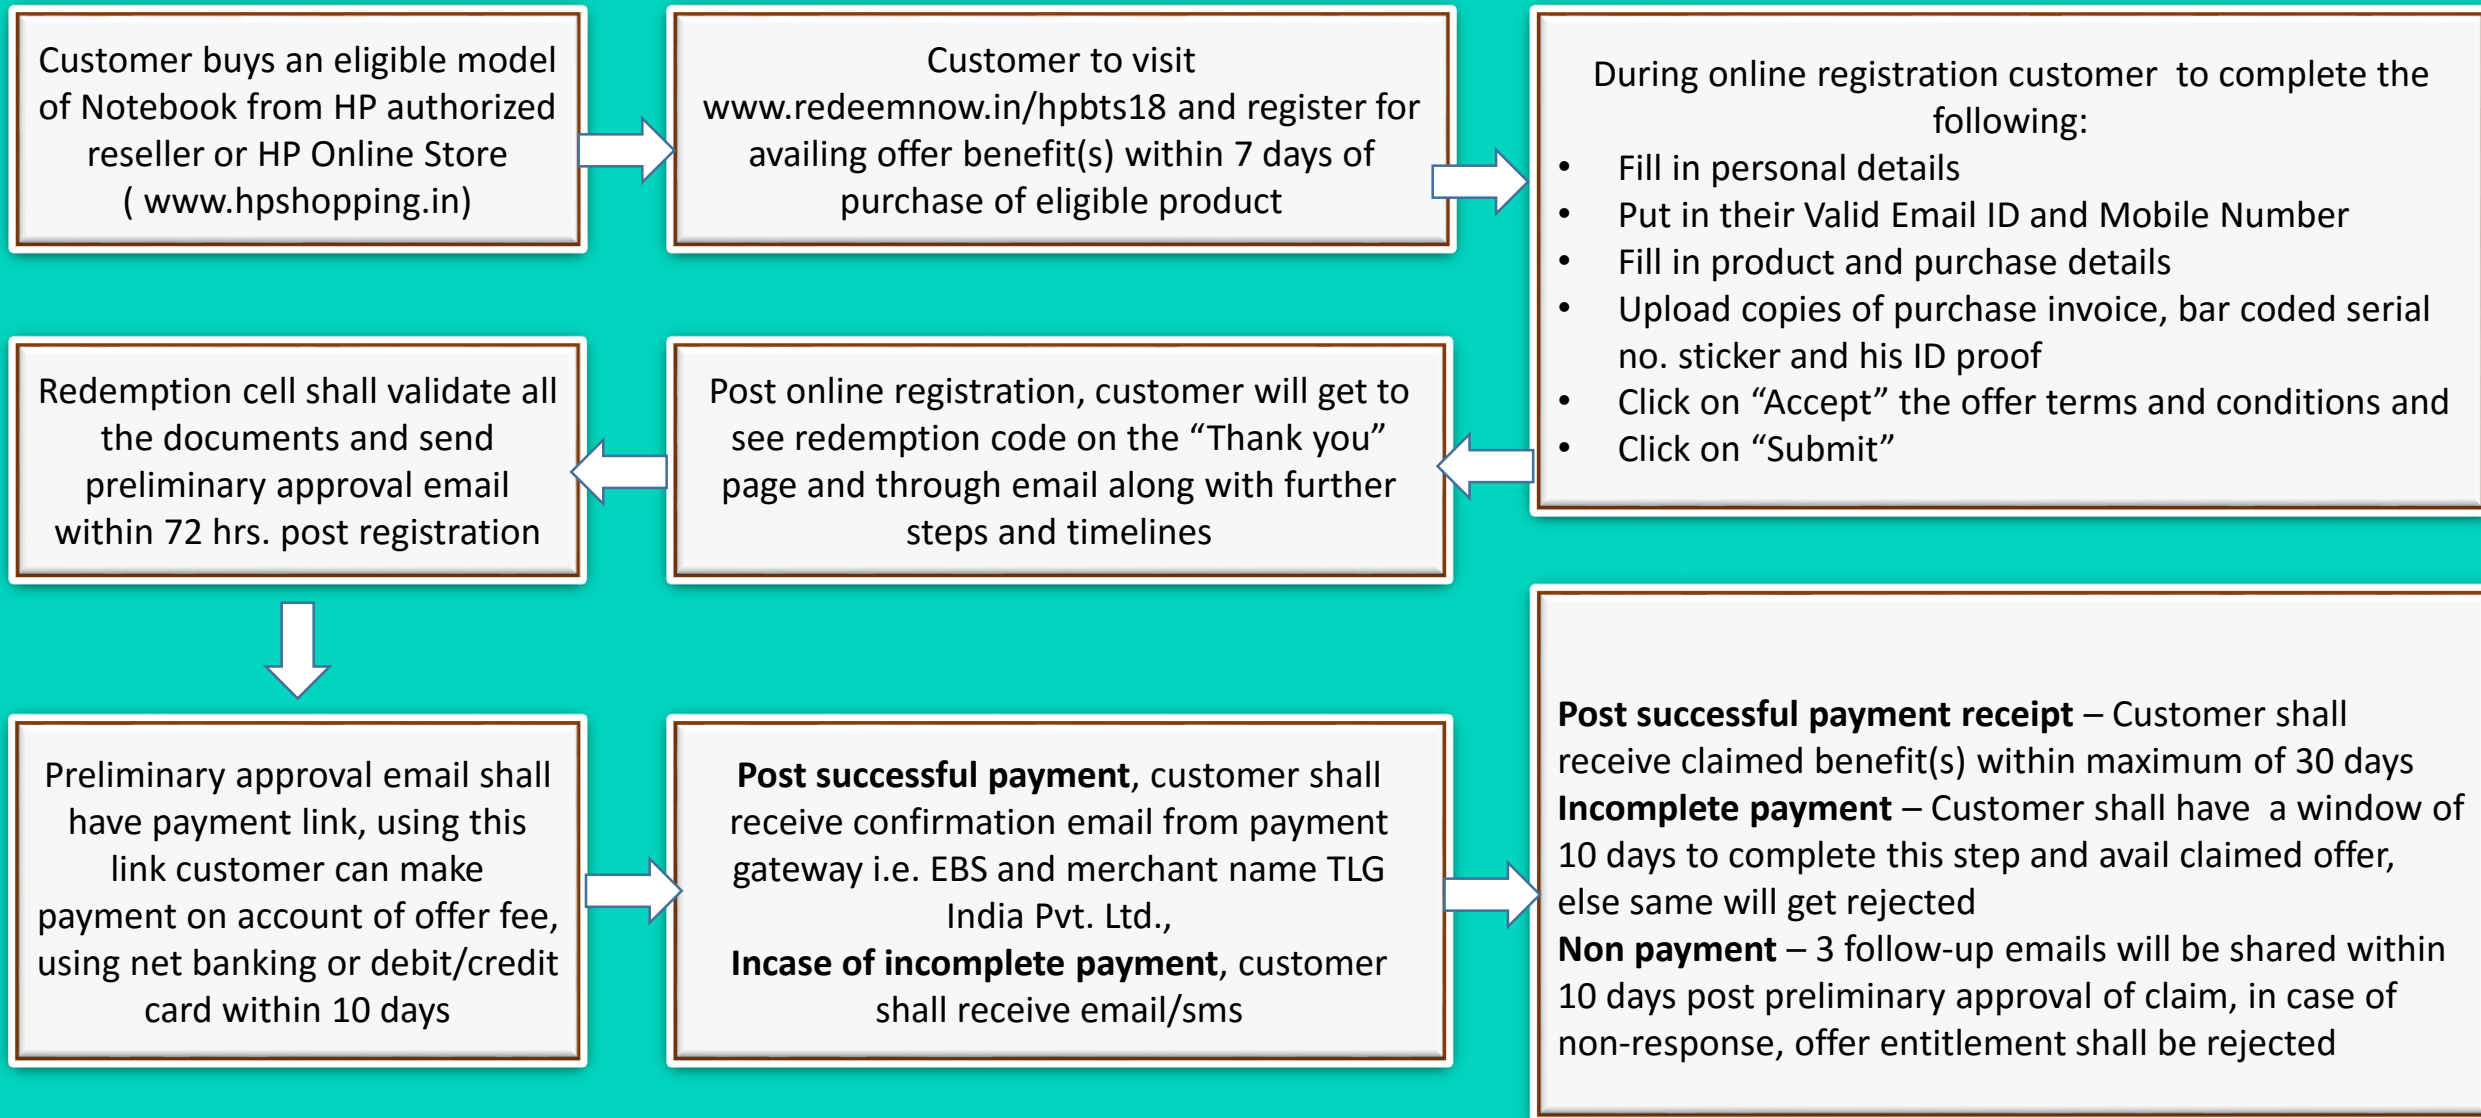 Customer buys an eligible model
of Notebook from HP authorized
reseller or HP Online Store
( www.hpshopping.in)
Customer to visit
www.redeemnow.in/hpbts18 and register for
availing offer benefit(s) within 7 days of
purchase of eligible product
During online registration customer  to complete the
following:
• Fill in personal details
• Put in their Valid Email ID and Mobile Number
• Fill in product and purchase details
• Upload copies of purchase invoice, bar coded serial
no. sticker and his ID proof
• Click on “Accept” the offer terms and conditions and
• Click on “Submit”
Post online registration, customer will get to
see redemption code on the “Thank you”
page and through email along with further
steps and timelines
Redemption cell shall validate all
the documents and send
preliminary approval email
within 72 hrs. post registration
Preliminary approval email shall
have payment link, using this
link customer can make
payment on account of offer fee,
using net banking or debit/credit
card within 10 days
Post successful payment, customer shall
receive confirmation email from payment
gateway i.e. EBS and merchant name TLG
India Pvt. Ltd.,
Incase of incomplete payment, customer
shall receive email/sms
Post successful payment receipt – Customer shall
receive claimed benefit(s) within maximum of 30 days
Incomplete payment – Customer shall have  a window of
10 days to complete this step and avail claimed offer,
else same will get rejected
Non payment – 3 follow-up emails will be shared within
10 days post preliminary approval of claim, in case of
non-response, offer entitlement shall be rejected